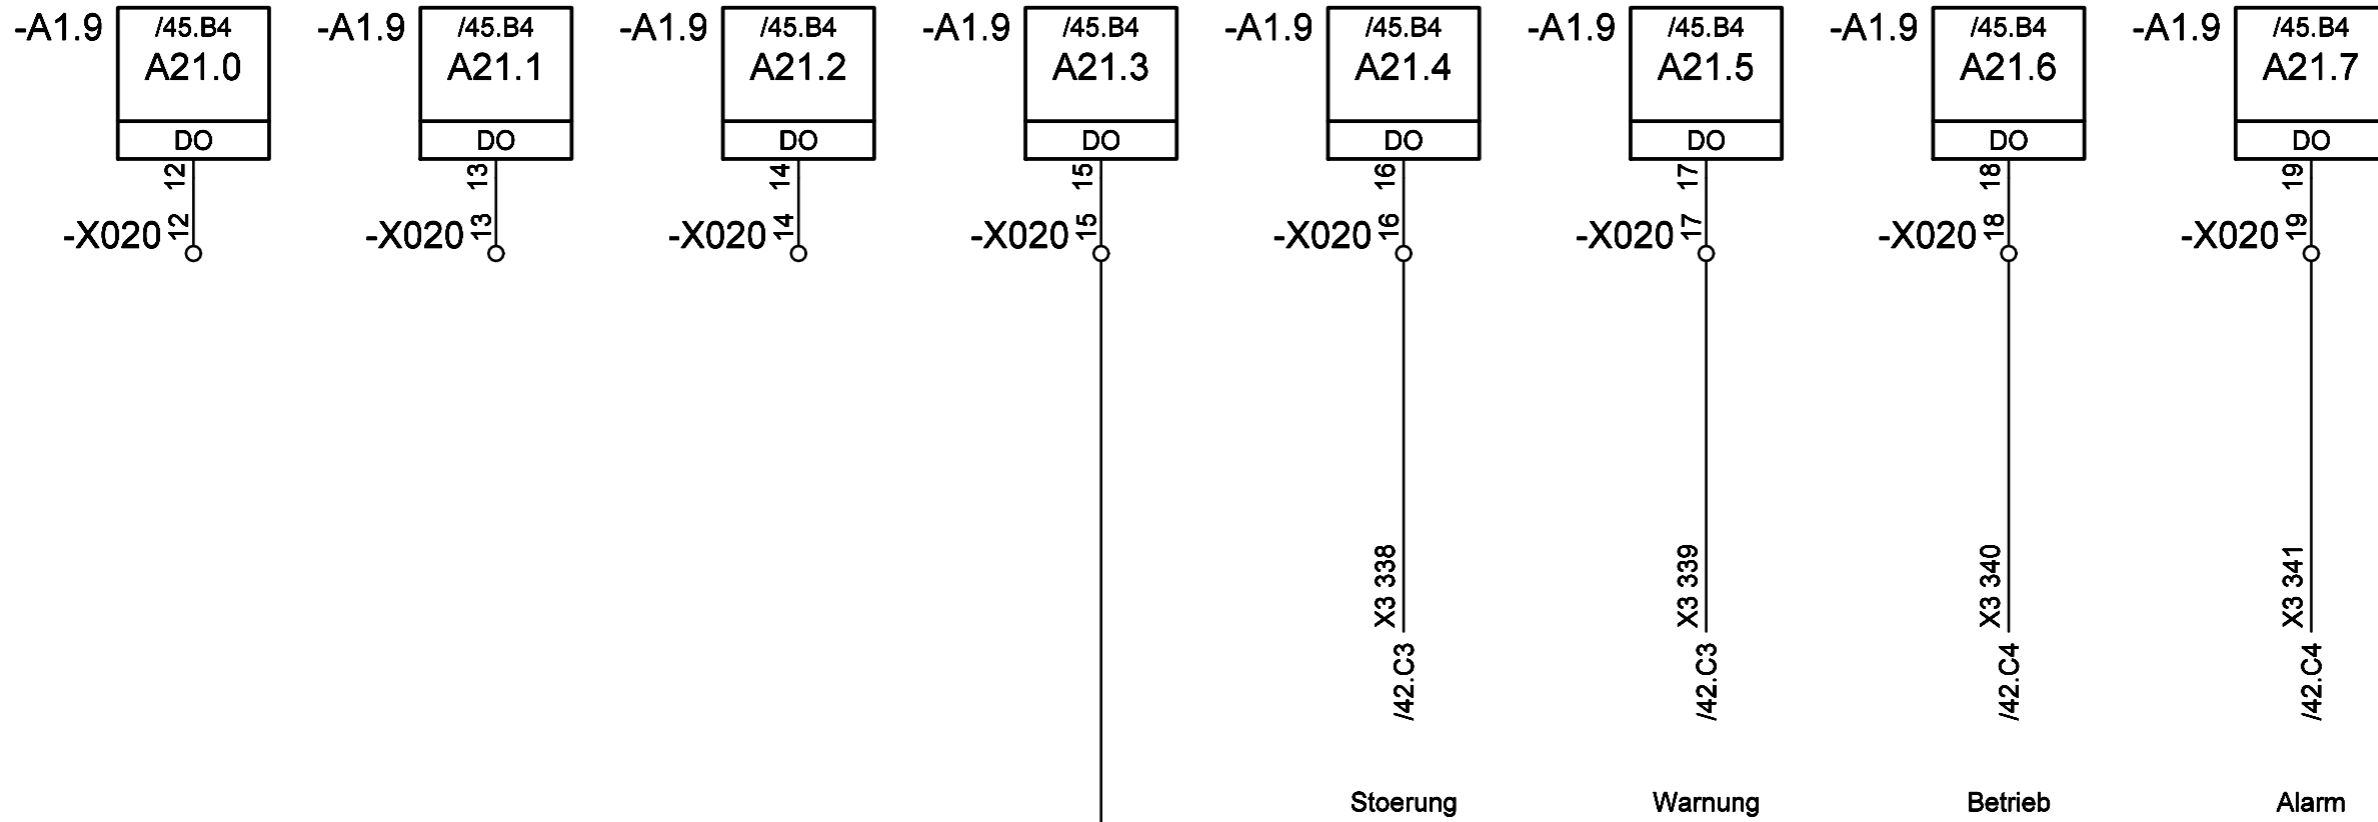 -A1.9 /45.B4 -A1.9 /45.B4 -A1.9 /45.B4 -A1.9 /45.B4 -A1.9 /45.B4 -A1.9 /45.B4 -A1.9 /45.B4 -A1.9 /45.B4
A21.0 A21.1 A21.2 A21.3 A21.4 A21.5 A21.6 A21.7
DO DO DO DO DO DO DO DO
12 13 14 15 16 17 18 19
-X020 12 -X020 13 -X020 14 -X020 15 -X020 16 -X020 17 -X020 18 -X020 19
X3 338 X3 339 X3 340 X3 341
/42.C3 /42.C3 /42.C4 /42.C4
Stoerung Warnung Betrieb Alarm